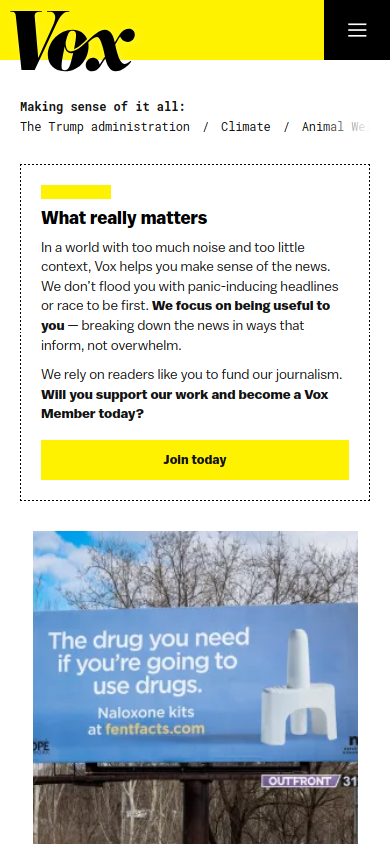 Vox
Making sense of it all:
The Trump administration / Climate / Animal We
What really matters
In a world with too much noise and too little
context, Vox helps you make sense of the news.
We don't flood you with panic-inducing headlines
or race to be first. We focus on being useful to
you — breaking down the news in ways that
inform, not overwhelm.
We rely on readers like you to fund our journalism.
Will you support our work and become a Vox
Member today?
Join today
The drug you need
if you're going to
use drugs.
Naloxone kits
at fentfacts.com
OPE
OUTFRONT/ 31